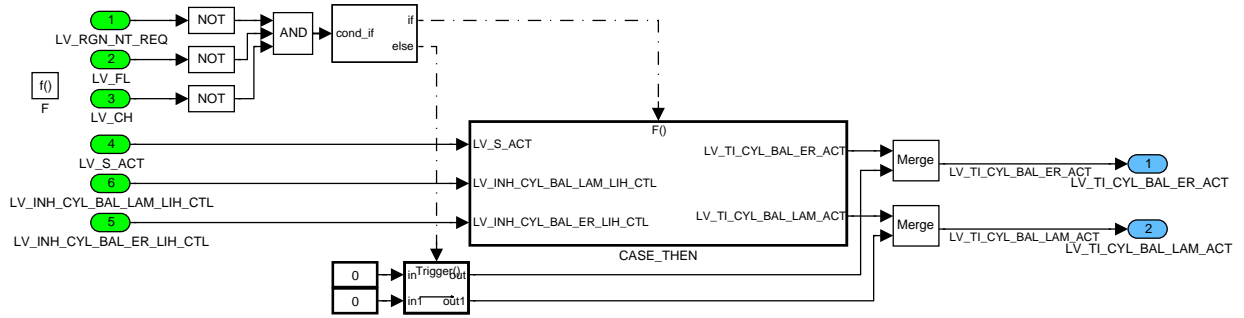 1
NOT
LV_RGN_NT_REQ
AND
cond_if
if
else
2
NOT
LV_FL
f()
F
3
NOT
LV_CH
4
LV_S_ACT
6
LV_INH_CYL_BAL_LAM_LIH_CTL
5
LV_INH_CYL_BAL_ER_LIH_CTL
F()
LV_S_ACT
LV_INH_CYL_BAL_LAM_LIH_CTL
LV_INH_CYL_BAL_ER_LIH_CTL
LV_TI_CYL_BAL_ER_ACT
LV_TI_CYL_BAL_LAM_ACT
CASE_THEN
Merge
LV_TI_CYL_BAL_ER_ACT
1
LV_TI_CYL_BAL_ER_ACT
Merge
LV_TI_CYL_BAL_LAM_ACT
2
LV_TI_CYL_BAL_LAM_ACT
0
0
Trigger()
in
out
in1
out1